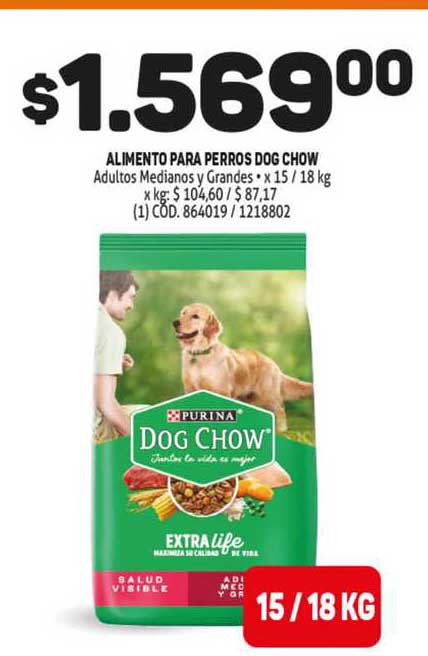 $1.569⁰⁰
ALIMENTO PARA PERROS DOG CHOW
Adultos Medianos y Grandes • x 15 / 18 kg
x kg: $ 104,60 / $ 87,17
(1) CÓD. 864019 / 1218802
PURINA®
DOG CHOW®
Juntos la vida es mejor
EXTRA life
MAXIMIZA SU CALIDAD DE VIDA
SALUD
VISIBLE
15 / 18 KG